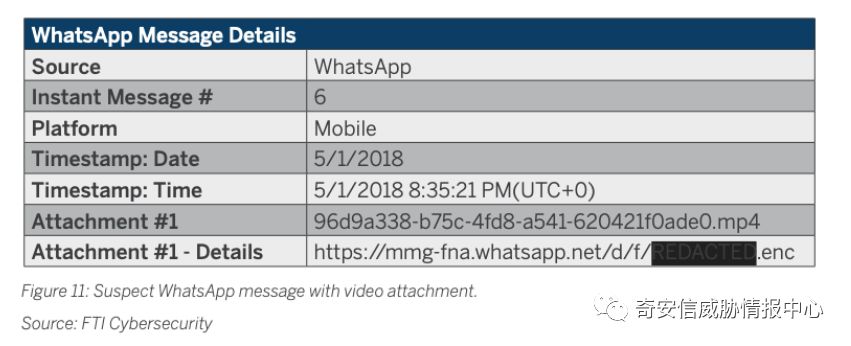 WhatsApp Message Details
Source WhatsApp
Instant Message # 6
Platform Mobile
Timestamp: Date 5/1/2018
Timestamp: Time 5/1/2018 8:35:21 PM(UTC+0)
Attachment #1 96d9a338-b75c-4fd8-a541-620421f0ade0.mp4
Attachment #1 - Details https://mmg-fna.whatsapp.net/d/f/REDACTED.enc
Figure 11: Suspect WhatsApp message with video attachment.
奇安信威胁情报中心
Source: FTI Cybersecurity